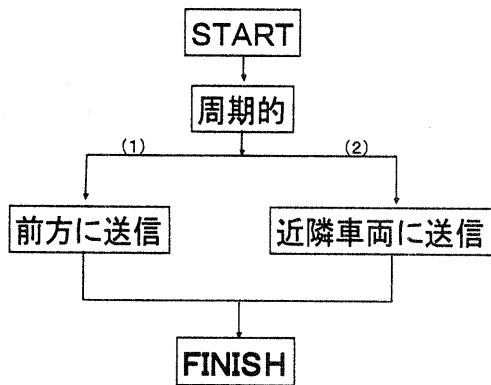 START
周期的
(1)
(2)
前方に送信
近隣車両に送信
FINISH